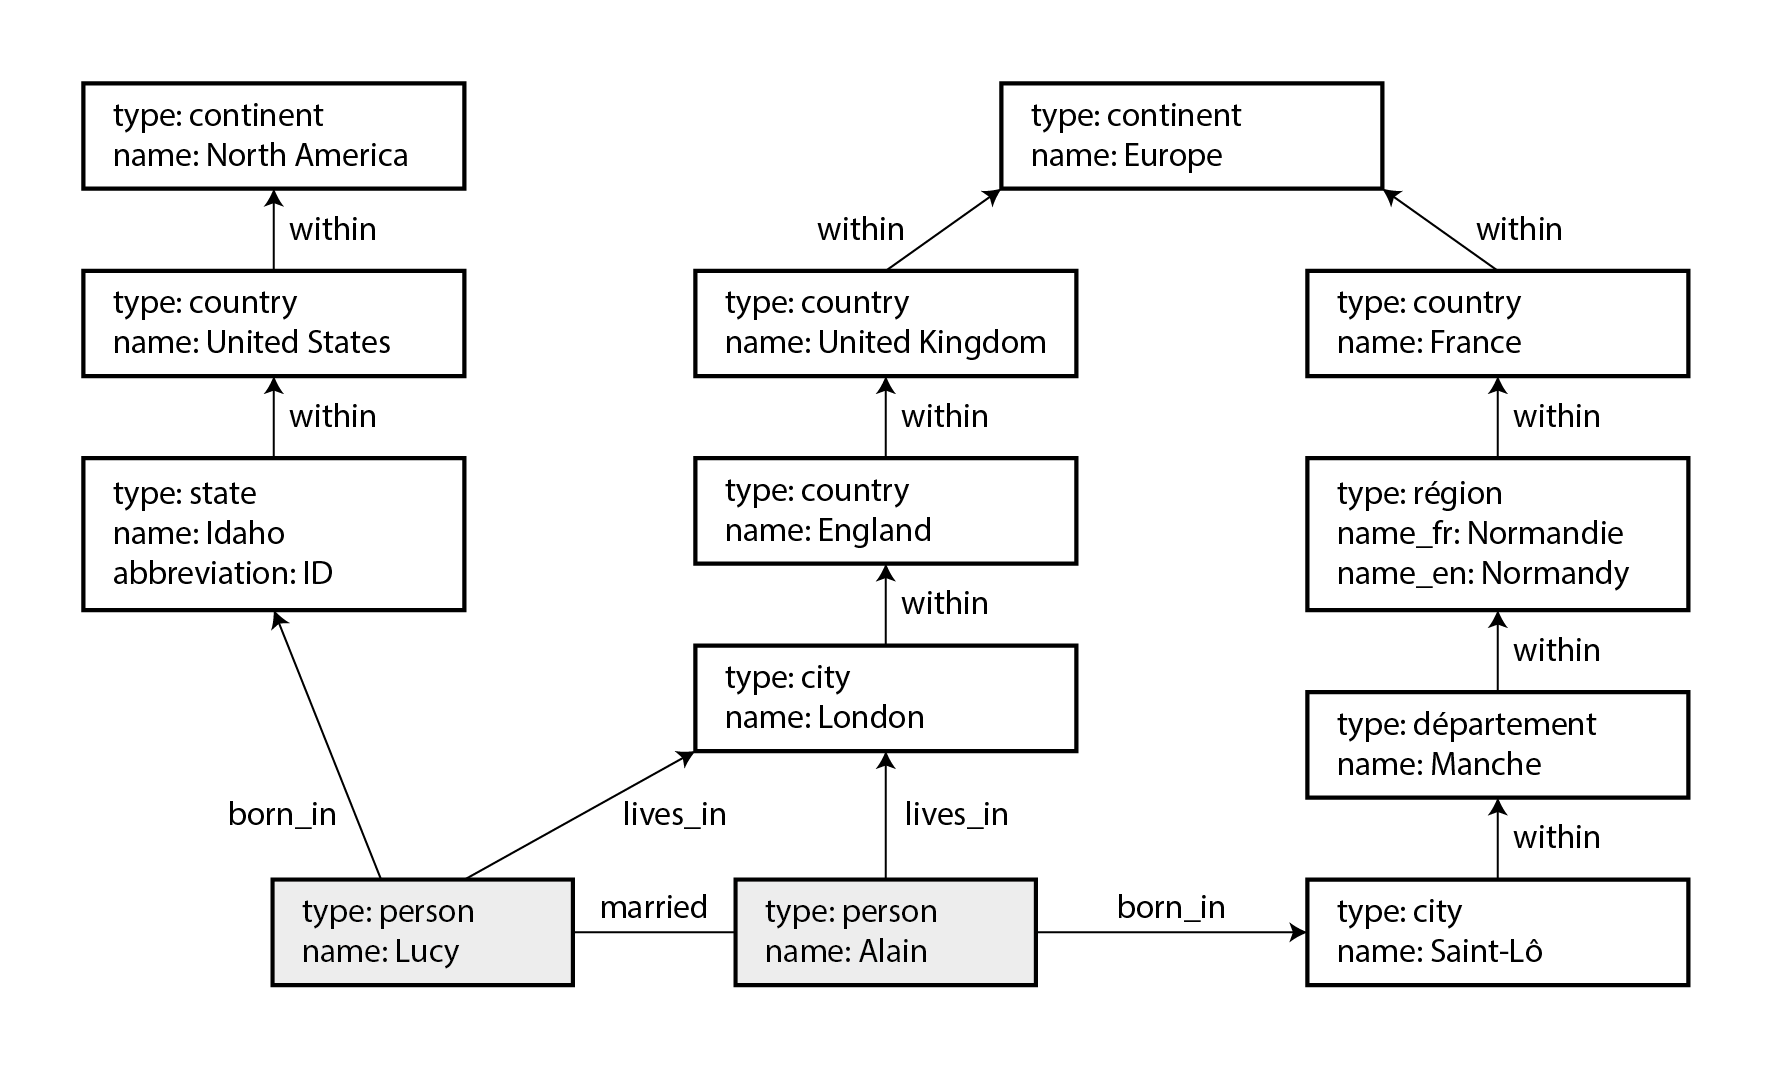 type: continent
name: North America
type: continent
name: Europe
within
within
within
type: country
name: United States
type: country
name: United Kingdom
type: country
name: France
within
within
within
type: state
name: Idaho
abbreviation: ID
type: country
name: England
type: région
name_fr: Normandie
name_en: Normandy
within
within
type: city
name: London
type: département
name: Manche
born_in
lives_in
lives_in
within
type: person
name: Lucy
married
type: person
name: Alain
born_in
type: city
name: Saint-Lô